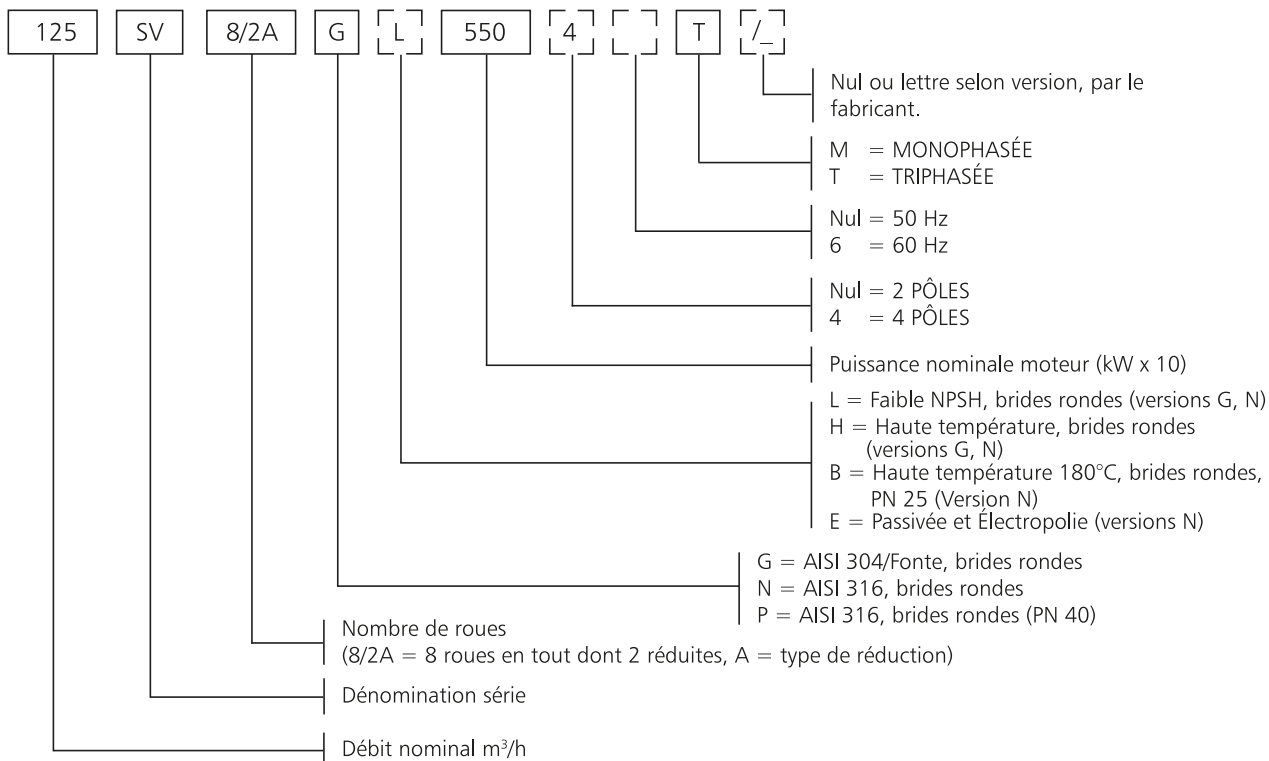 125 SV 8/2A G L 550 4 T /_
Nul ou lettre selon version, par le
fabricant.
M = MONOPHASÉE
T = TRIPHASÉE
Nul = 50 Hz
6 = 60 Hz
Nul = 2 PÔLES
4 = 4 PÔLES
Puissance nominale moteur (kW x 10)
L = Faible NPSH, brides rondes (versions G, N)
H = Haute température, brides rondes
(versions G, N)
B = Haute température 180°C, brides rondes,
PN 25 (Version N)
E = Passivée et Électropolie (versions N)
G = AISI 304/Fonte, brides rondes
N = AISI 316, brides rondes
P = AISI 316, brides rondes (PN 40)
Nombre de roues
(8/2A = 8 roues en tout dont 2 réduites, A = type de réduction)
Dénomination série
Débit nominal m³/h